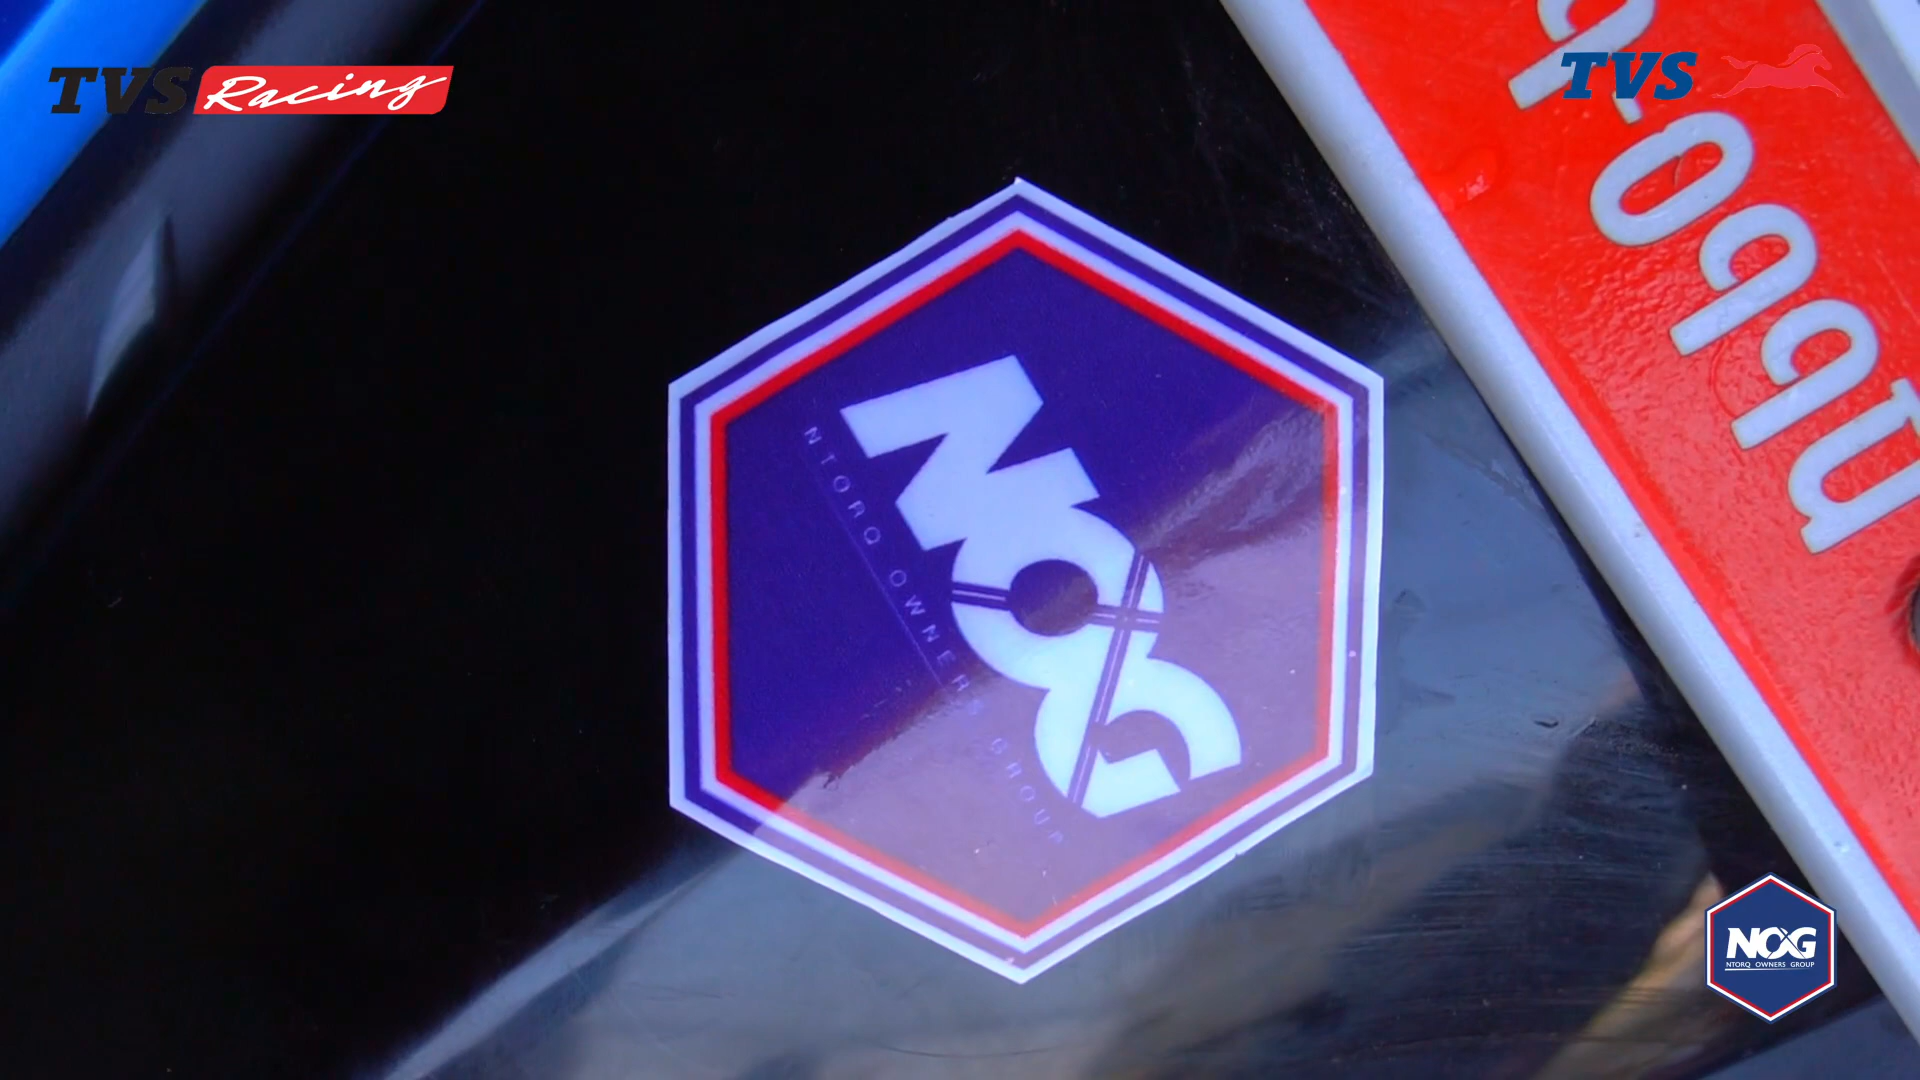 TVS Racing
TVS
NOG
NTORQ OWNERS GROUP
NOG
NTORQ OWNERS GROUP